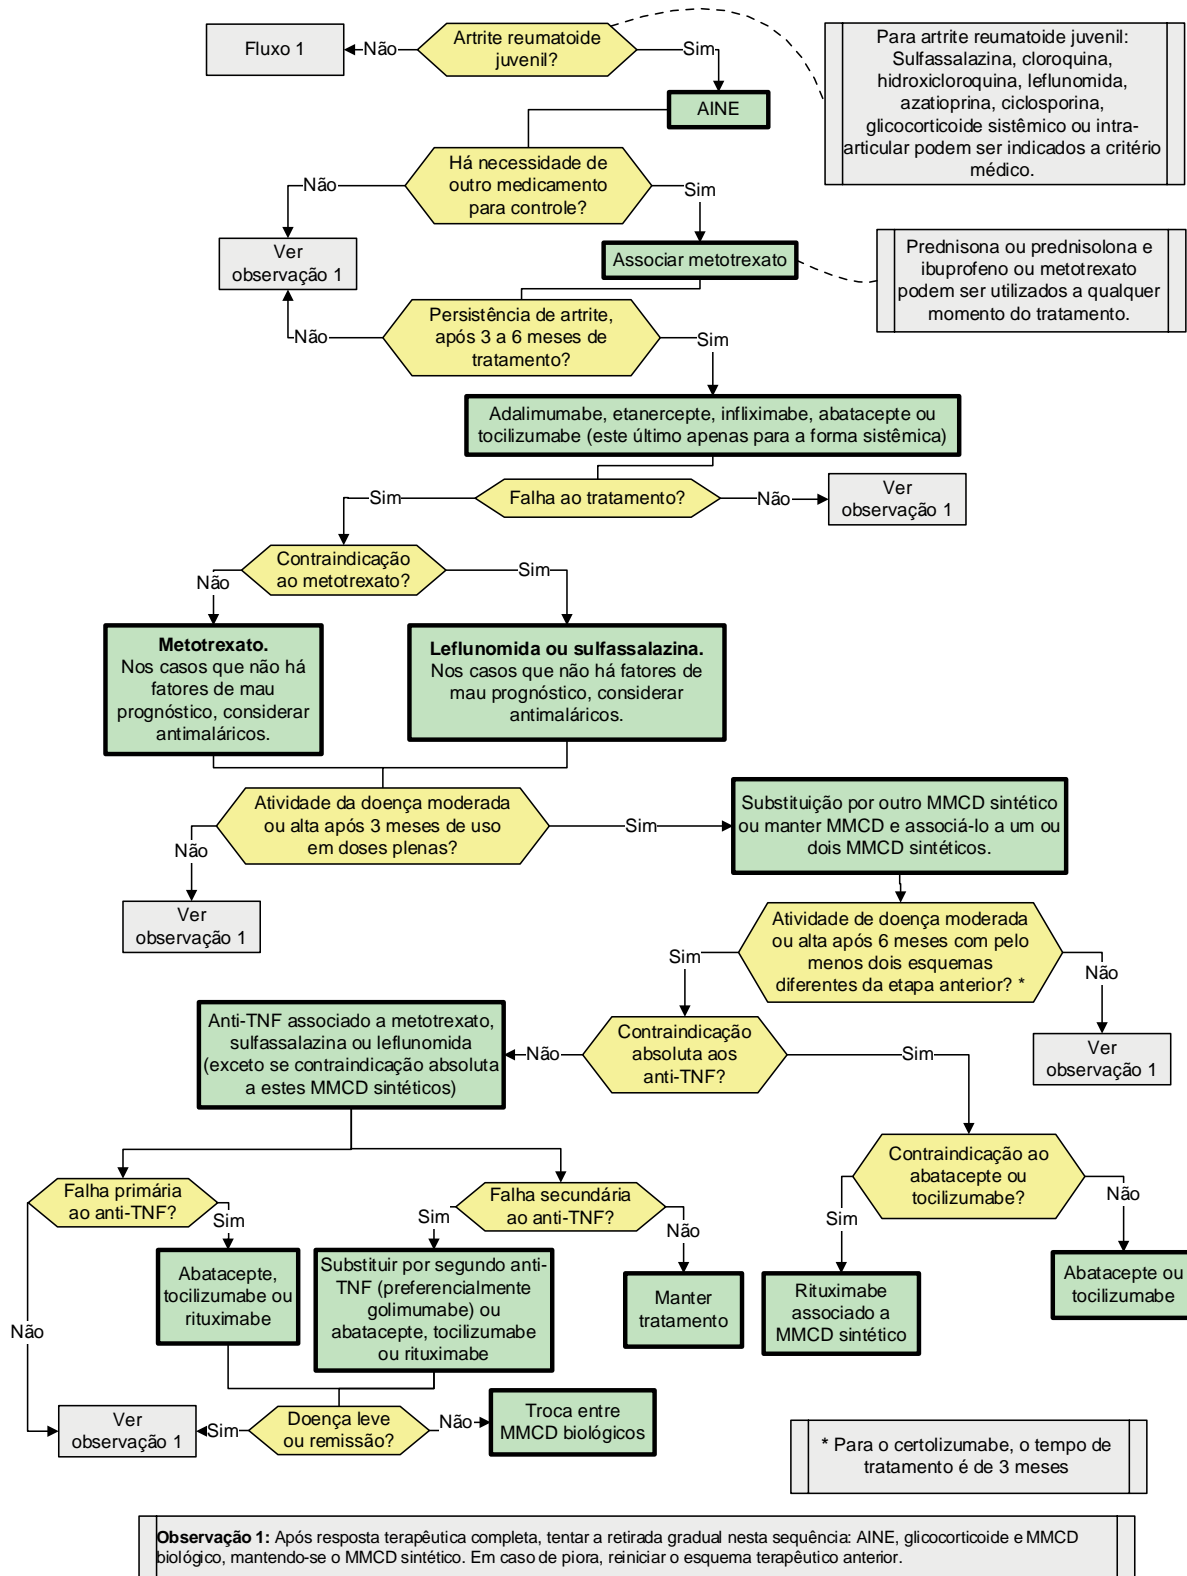 Fluxo 1
Não
Artrite reumatoide
juvenil?
Sim
Para artrite reumatoide juvenil:
Sulfassalazina, cloroquina,
hidroxicloroquina, leflunomida,
azatioprina, ciclosporina,
glicocorticoide sistêmico ou intra-
articular podem ser indicados a critério
médico.
AINE
Há necessidade de
outro medicamento
para controle?
Não
Sim
Ver
observação 1
Associar metotrexato
Prednisona ou prednisolona e
ibuprofeno ou metotrexato
podem ser utilizados a qualquer
momento do tratamento.
Persistência de artrite,
após 3 a 6 meses de
tratamento?
Não
Sim
Adalimumabe, etanercepte, infliximabe, abatacepte ou
tocilizumabe (este último apenas para a forma sistêmica)
Sim
Falha ao tratamento?
Não
Ver
observação 1
Contraindicação
ao metotrexato?
Não
Sim
Metotrexato.
Nos casos que não há
fatores de mau
prognóstico, considerar
antimaláricos.
Leflunomida ou sulfassalazina.
Nos casos que não há fatores de
mau prognóstico, considerar
antimaláricos.
Atividade da doença moderada
ou alta após 3 meses de uso
em doses plenas?
Não
Sim
Substituição por outro MMCD sintético
ou manter MMCD e associá-lo a um ou
dois MMCD sintéticos.
Ver
observação 1
Atividade de doença moderada
ou alta após 6 meses com pelo
menos dois esquemas
diferentes da etapa anterior? *
Sim
Não
Ver
observação 1
Anti-TNF associado a metotrexato,
sulfassalazina ou leflunomida
(exceto se contraindicação absoluta
a estes MMCD sintéticos)
Não
Contraindicação
absoluta aos
anti-TNF?
Sim
Contraindicação ao
abatacepte ou
tocilizumabe?
Sim
Não
Falha primária
ao anti-TNF?
Sim
Não
Falha secundária
ao anti-TNF?
Sim
Não
Abatacepte,
tocilizumabe ou
rituximabe
Substituir por segundo anti-
TNF (preferencialmente
golimumabe) ou
abatacepte, tocilizumabe
ou rituximabe
Manter
tratamento
Rituximabe
associado a
MMCD sintético
Abatacepte ou
tocilizumabe
Ver
observação 1
Sim
Doença leve
ou remissão?
Não
Troca entre
MMCD biológicos
* Para o certolizumabe, o tempo de
tratamento é de 3 meses
Observação 1: Após resposta terapêutica completa, tentar a retirada gradual nesta sequência: AINE, glicocorticoide e MMCD
biológico, mantendo-se o MMCD sintético. Em caso de piora, reiniciar o esquema terapêutico anterior.